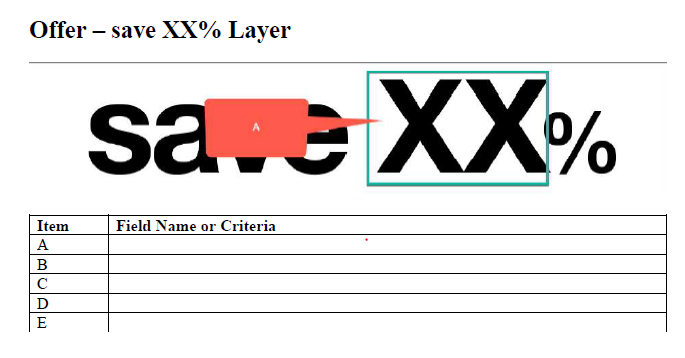 Offer – save XX% Layer
save XX%
A
Item Field Name or Criteria
A
B
C
D
E